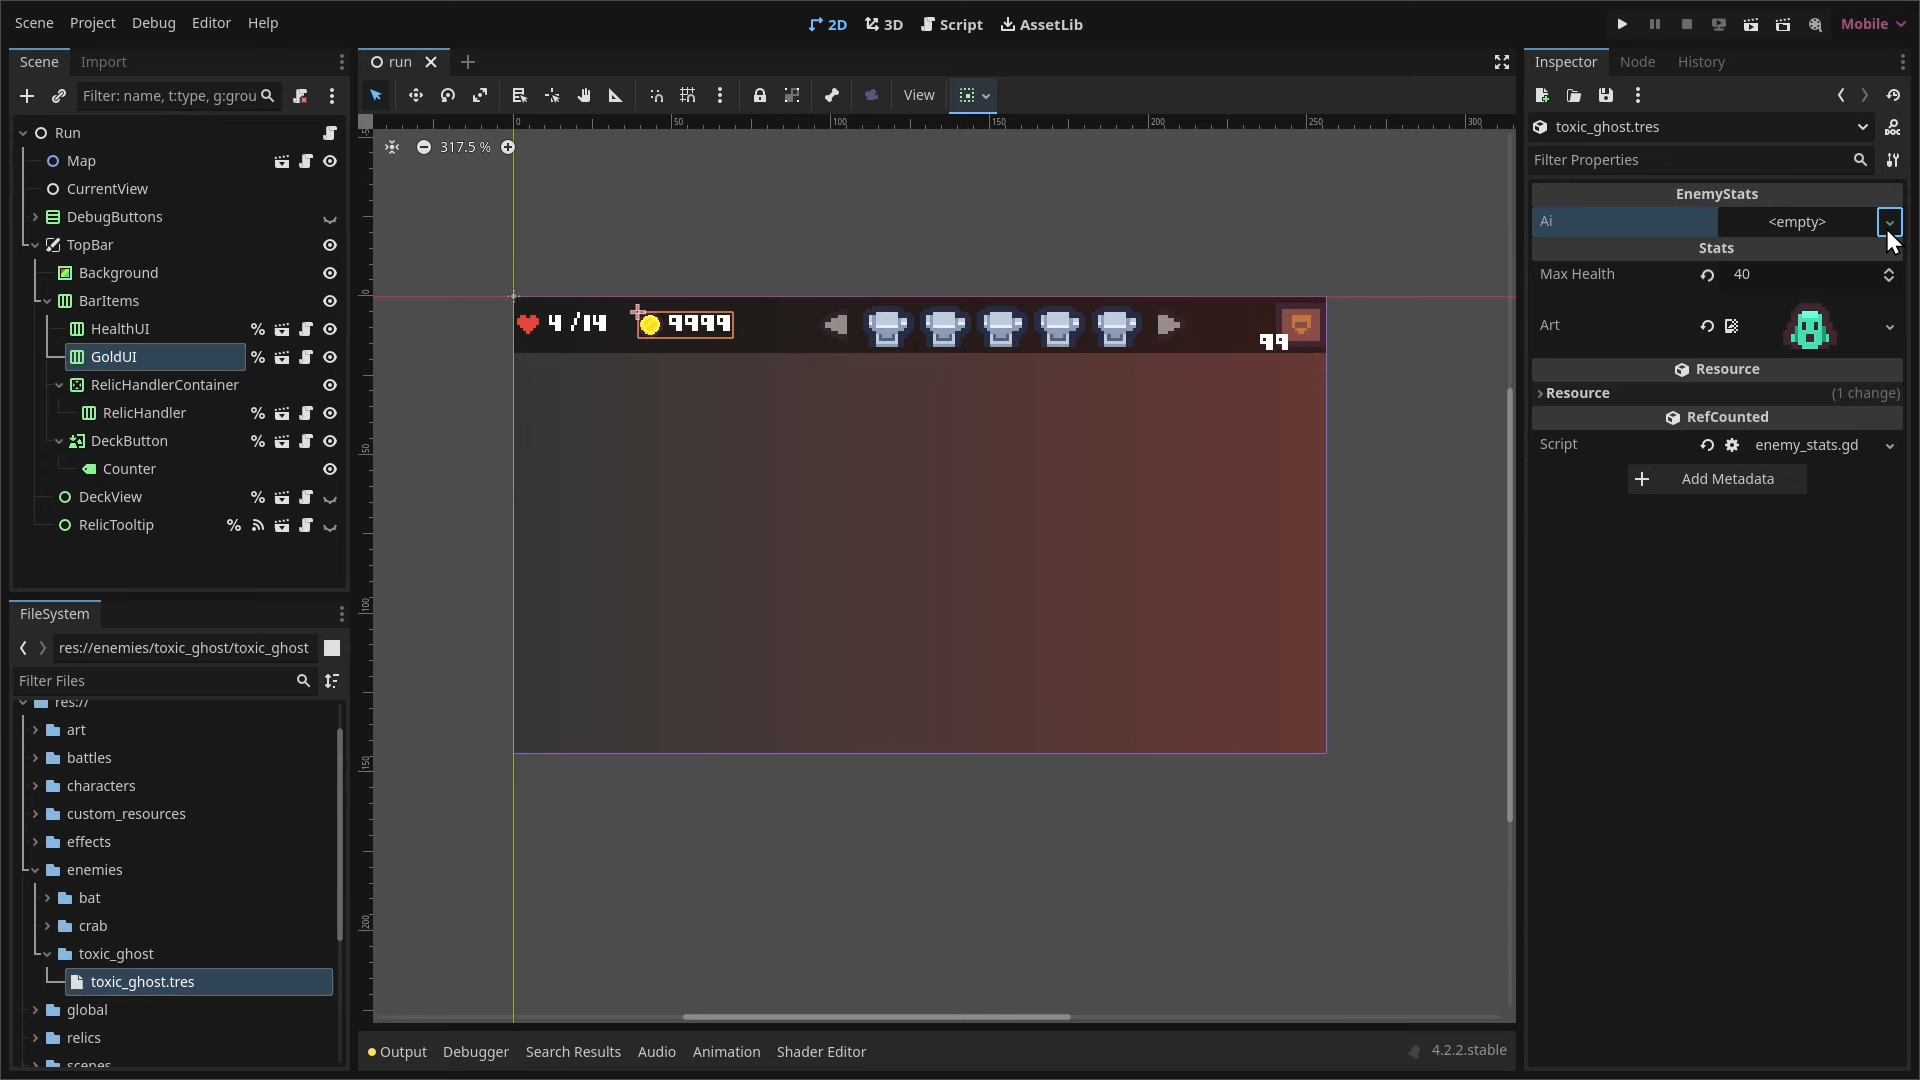 Scene Project Debug Editor Help
2D 3D Script AssetLib
Mobile
Scene Import
Filter: name, t:type, g:grou
Run
Map
CurrentView
DebugButtons
TopBar
Background
BarItems
HealthUI
GoldUI
RelicHandlerContainer
RelicHandler
DeckButton
Counter
DeckView
RelicTooltip
FileSystem
res://enemies/toxic_ghost/toxic_ghost
Filter Files
res://
art
battles
characters
custom_resources
effects
enemies
bat
crab
toxic_ghost
toxic_ghost.tres
global
relics
scenes
run
View
0 50 100 150 200 250 300
317.5 %
0
50
100
150
200
4 /14 9999
99
Output Debugger Search Results Audio Animation Shader Editor 4.2.2.stable
Inspector Node History
toxic_ghost.tres
Filter Properties
EnemyStats
Ai <empty>
Stats
Max Health 40
Art
Resource
Resource (1 change)
RefCounted
Script enemy_stats.gd
Add Metadata